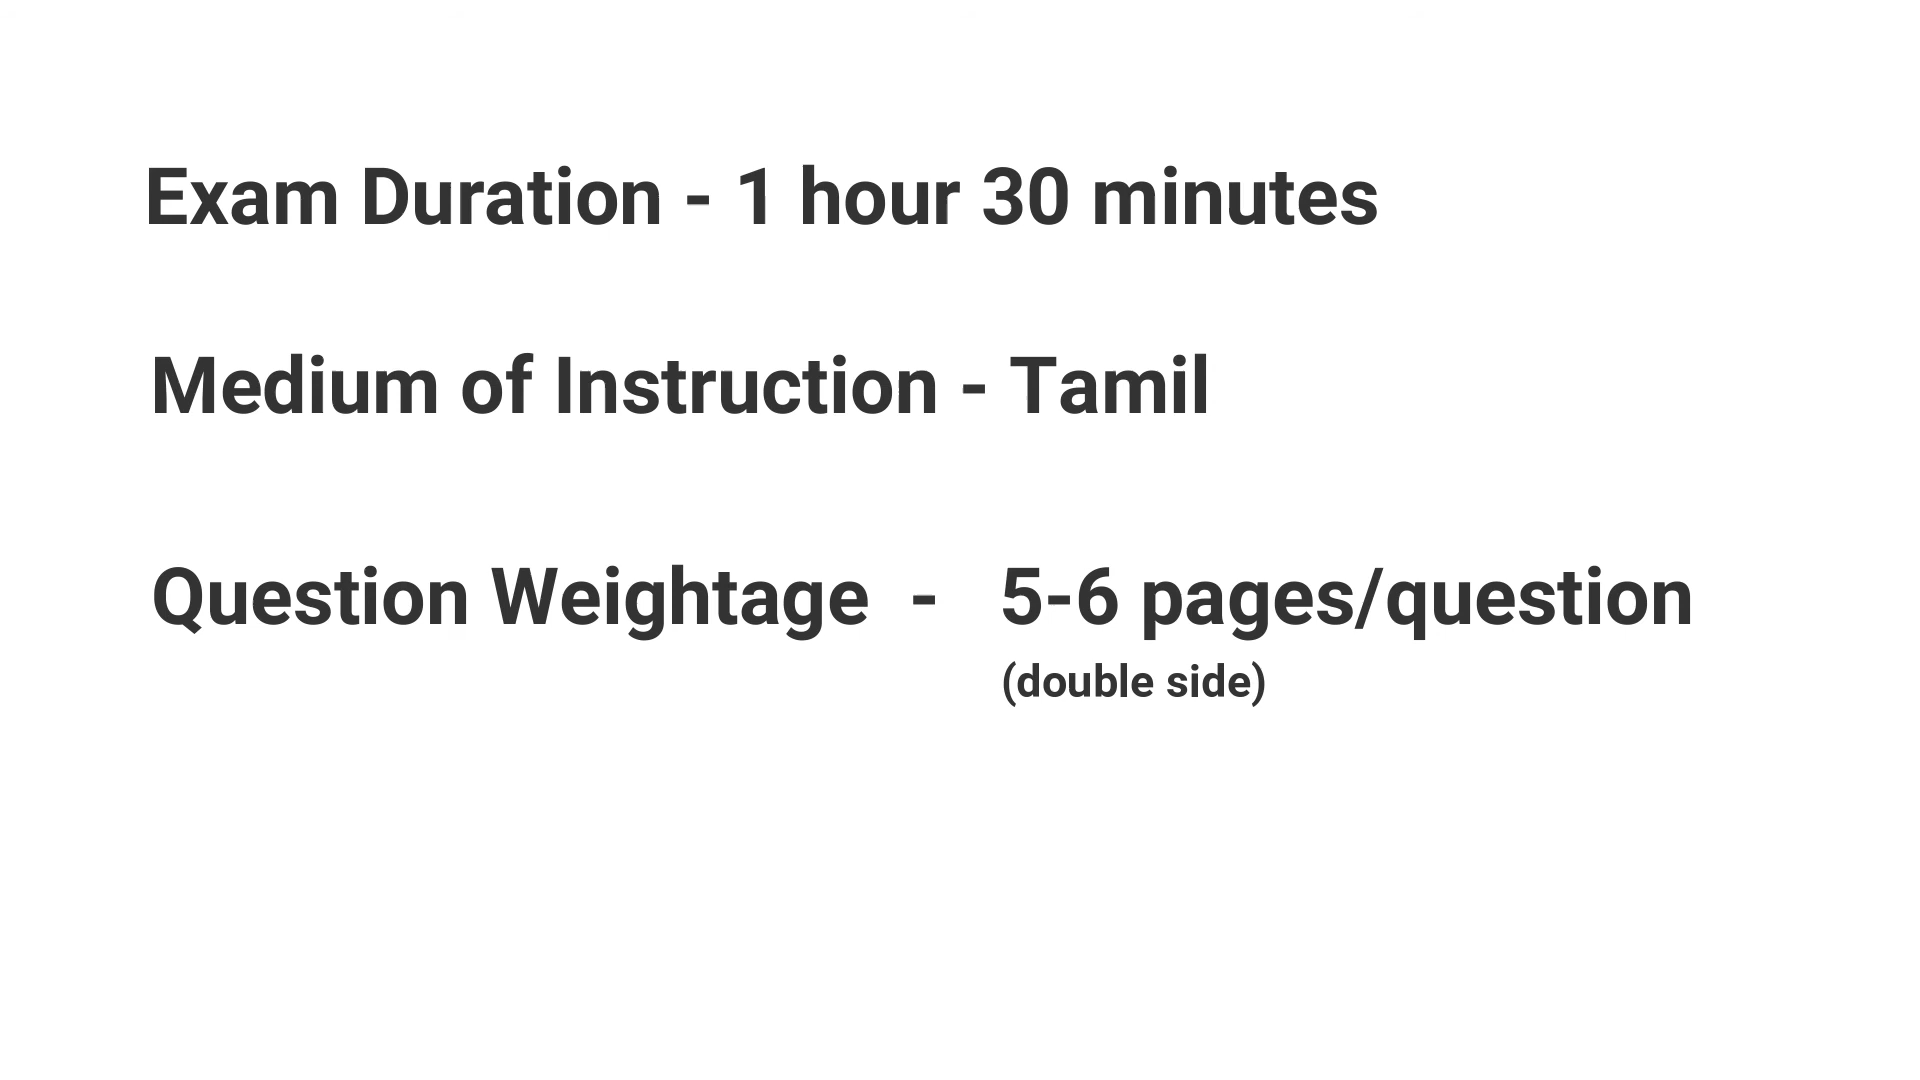 Exam Duration - 1 hour 30 minutes
Medium of Instruction - Tamil
Question Weightage - 5-6 pages/question
(double side)